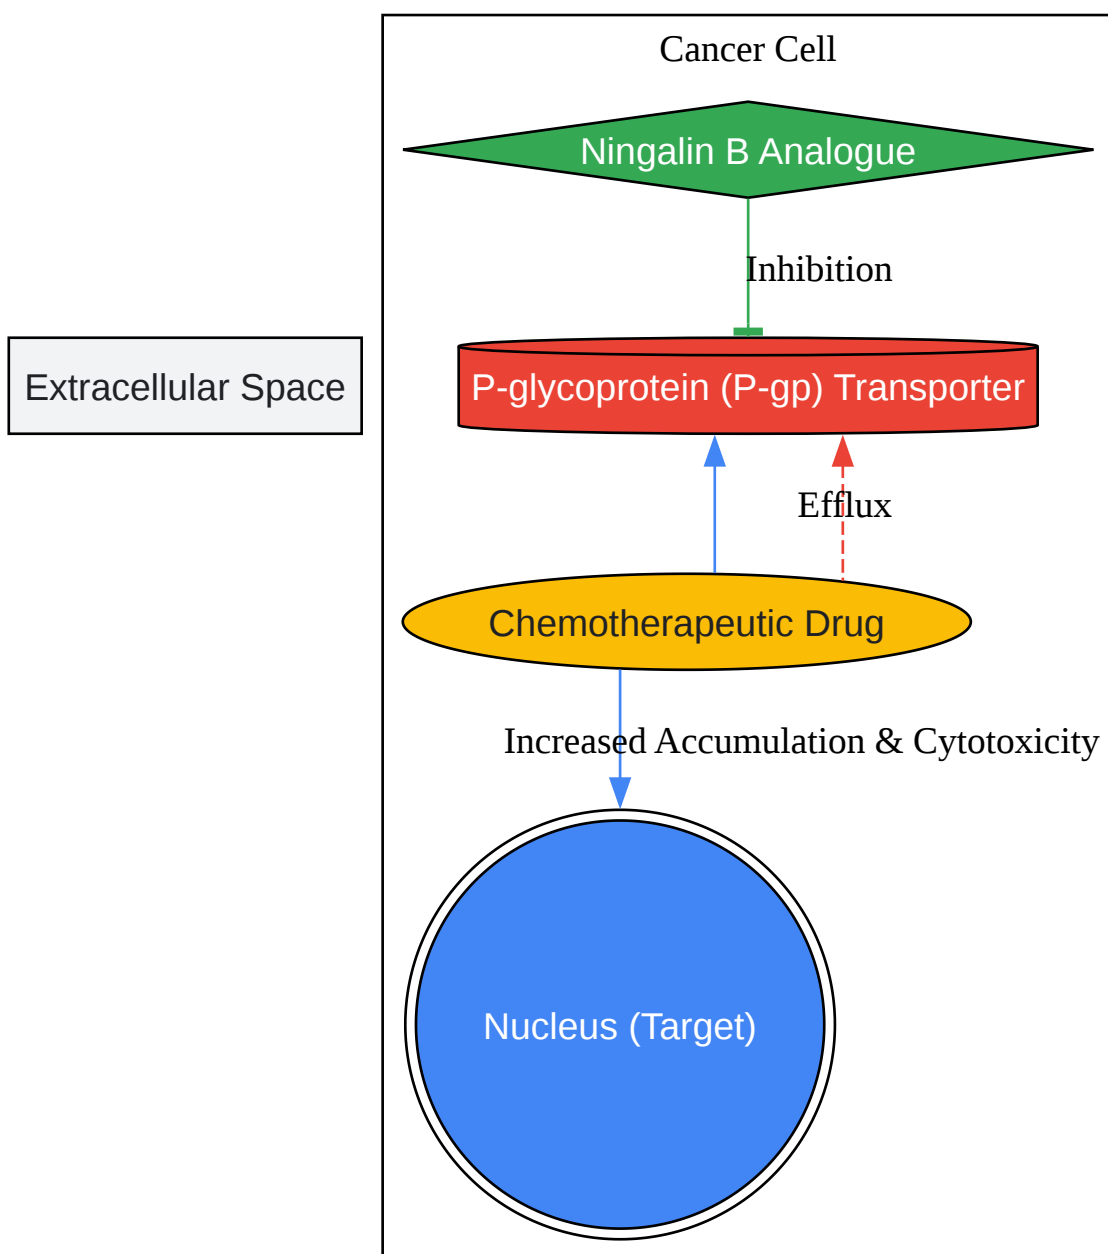 Cancer Cell
Ningalin B Analogue
Inhibition
Extracellular Space
P-glycoprotein (P-gp) Transporter
Efflux
Chemotherapeutic Drug
Increased Accumulation & Cytotoxicity
Nucleus (Target)